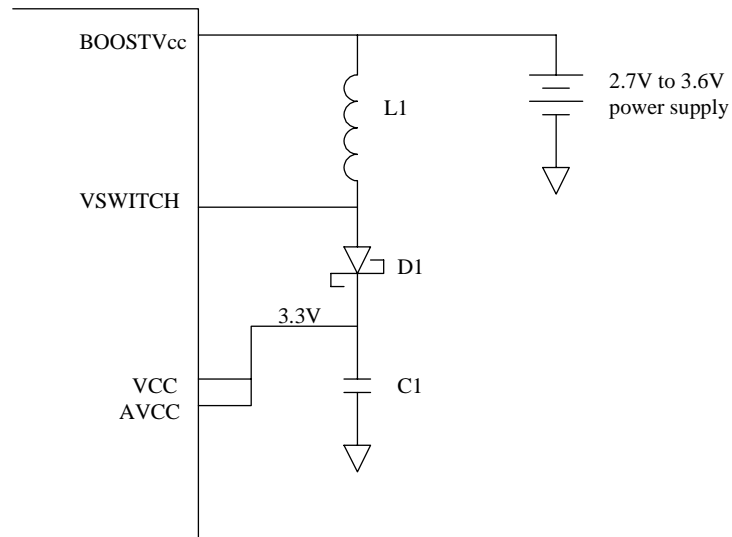 BOOSTVcc
2.7V to 3.6V
power supply
L1
VSWITCH
D1
3.3V
VCC
C1
AVCC